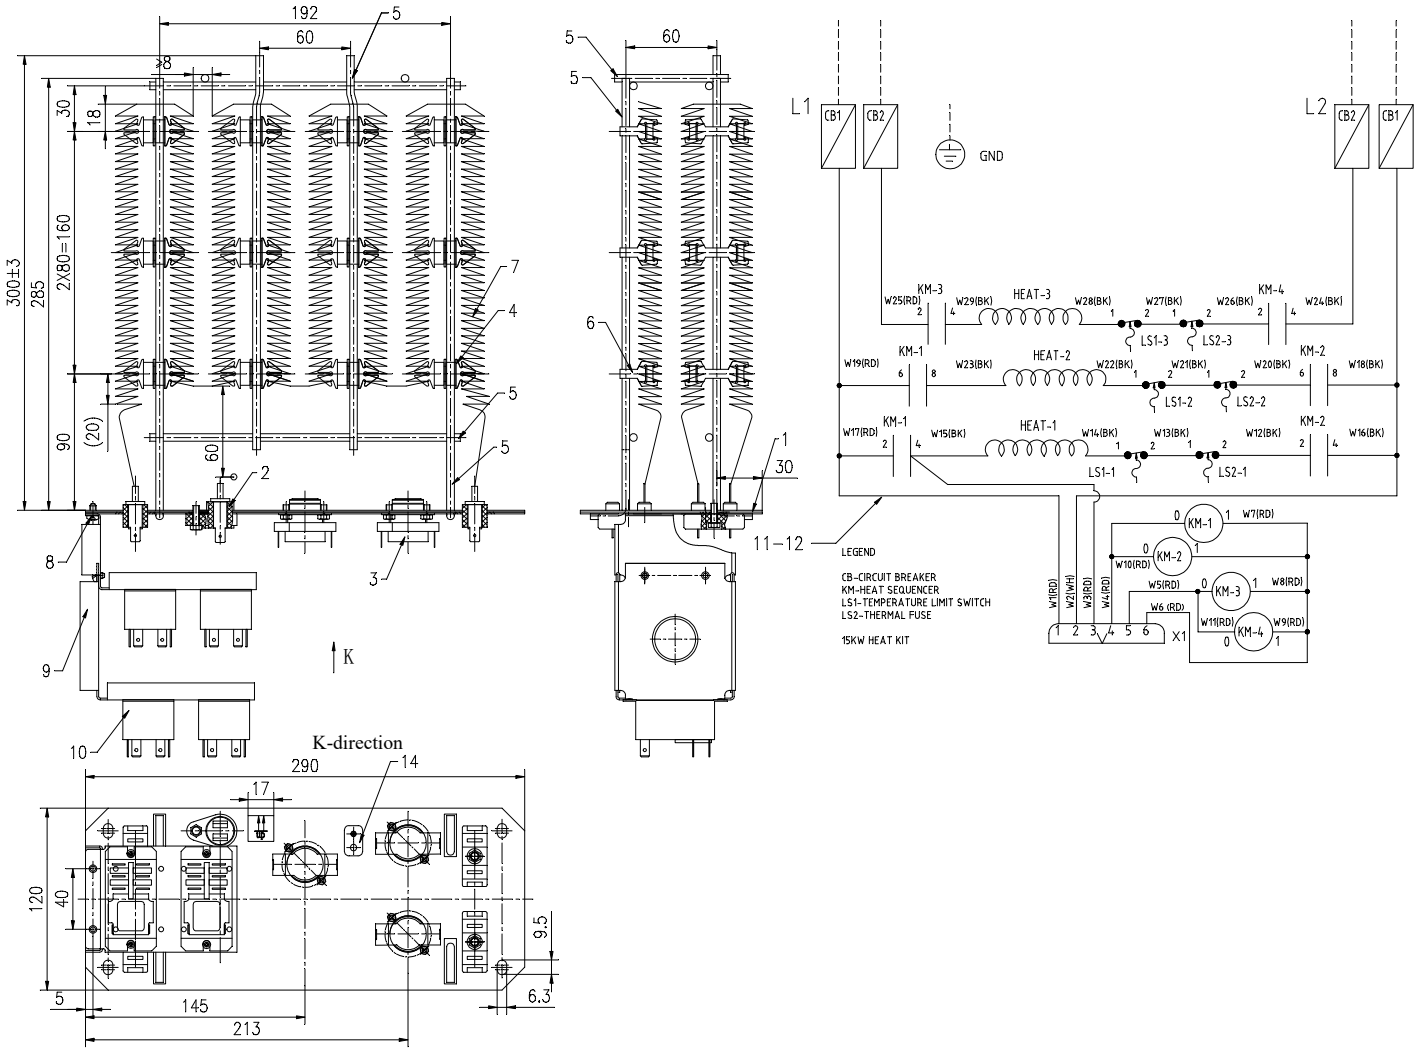 192
60
5
≥8
300±3
285
30
18
2X80=160
90
(20)
60
7
4
5
5
2
3
8
9
10
K
5
5
60
6
1
30
L1
CB1
CB2
GND
L2
CB2
CB1
W25(RD)
KM-3
2
4
W29(BK)
HEAT-3
W28(BK)
1
2
W27(BK)
1
2
W26(BK)
KM-4
2
4
W24(BK)
LS1-3
LS2-3
W19(RD)
KM-1
6
8
W23(BK)
HEAT-2
W22(BK)
1
2
W21(BK)
1
2
W20(BK)
KM-2
6
8
W18(BK)
LS1-2
LS2-2
W17(RD)
KM-1
2
4
W15(BK)
HEAT-1
W14(BK)
1
2
W13(BK)
1
2
W12(BK)
KM-2
2
4
W16(BK)
LS1-1
LS2-1
11-12
0
KM-1
1
W7(RD)
0
KM-2
1
W10(RD)
W5(RD)
0
KM-3
1
W8(RD)
W6 (RD)
W11(RD)
KM-4
W9(RD)
0
1
W1(RD)
W2(WH)
W3(RD)
W4(RD)
1
2
3
4
5
6
X1
LEGEND
CB-CIRCUIT BREAKER
KM-HEAT SEQUENCER
LS1-TEMPERATURE LIMIT SWITCH
LS2-THERMAL FUSE
15KW HEAT KIT
K-direction
290
17
14
up
120
40
9.5
5
145
6.3
213